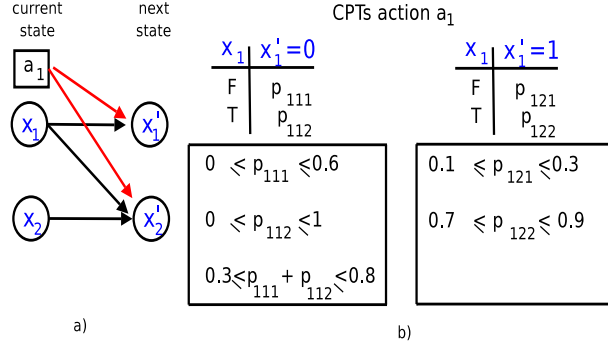 current state
next state
CPTs action a1
a1
x1
x1'
x2
x2'
a)
x1 x1'=0
F p111
T p112
0 ≤ p111 ≤0.6
0 ≤ p112 ≤1
0.3≤p111 + p112 ≤0.8
x1 x1'=1
F p121
T p122
0.1 ≤ p121 ≤0.3
0.7 ≤ p122 ≤ 0.9
b)